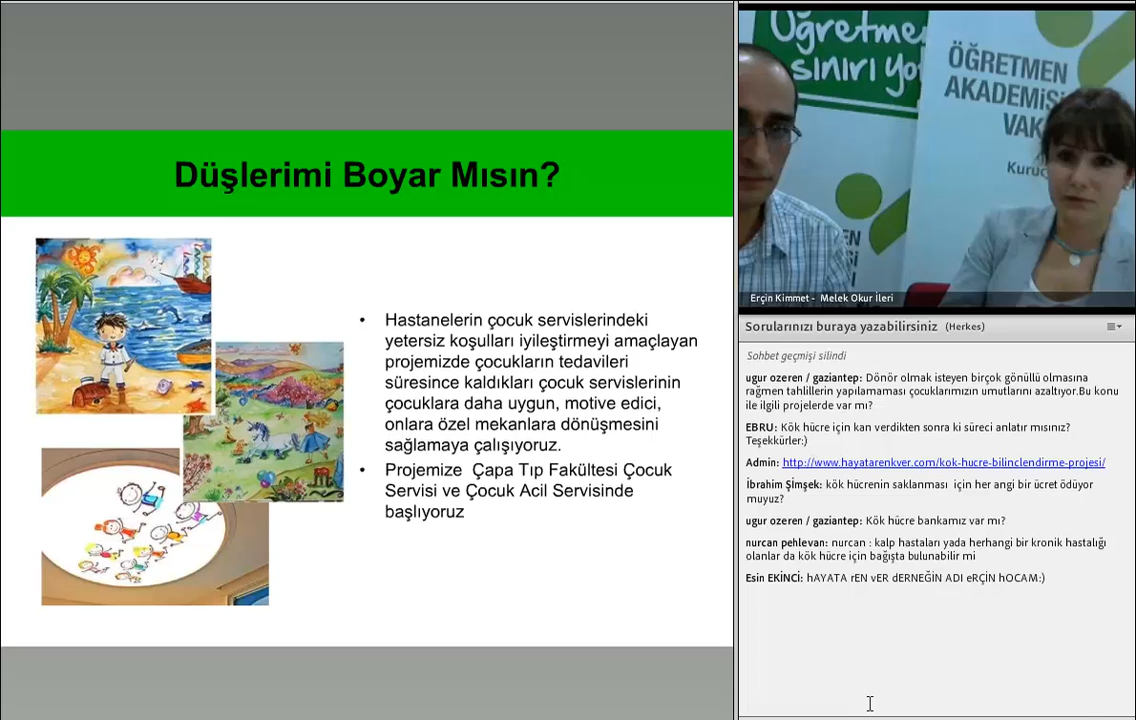 Düşlerimi Boyar Mısın?
• Hastanelerin çocuk servislerindeki
yetersiz koşulları iyileştirmeyi amaçlayan
projemizde çocukların tedavileri
süresince kaldıkları çocuk servislerinin
çocuklara daha uygun, motive edici,
onlara özel mekanlara dönüşmesini
sağlamaya çalışıyoruz.
• Projemize Çapa Tıp Fakültesi Çocuk
Servisi ve Çocuk Acil Servisinde
başlıyoruz
Öğretme
sınırı yo
ÖĞRETMEN
AKADEMİS
VAK
Kuruc
EN
Erçin Kimmet - Melek Okur İleri
Sorularınızı buraya yazabilirsiniz (Herkes)
Sohbet geçmişi silindi
ugur ozeren / gaziantep: Dönör olmak isteyen birçok gönüllü olmasına
rağmen tahlillerin yapılamaması çocuklarımızın umutlarını azaltıyor.Bu konu
ile ilgili projelerde var mı?
EBRU: Kök hücre için kan verdikten sonra ki süreci anlatır mısınız?
Teşekkürler:)
Admin: http://www.hayatarenkver.com/kok-hucre-bilinclendirme-projesi/
İbrahim ŞİMŞEK: kök hücrenin saklanması için her angi bir ücret ödüyor
muyuz?
ugur ozeren / gaziantep: Kök hücre bankamız var mı?
nurcan pehlevan: nurcan : kalp hastaları yada herhangi bir kronik hastalığı
olanlar da kök hücre için bağışta bulunabilir mi
Esin EKİNCİ: hAYATA rEN vER dERNEĞİN ADI eRÇİN hOCAM:)